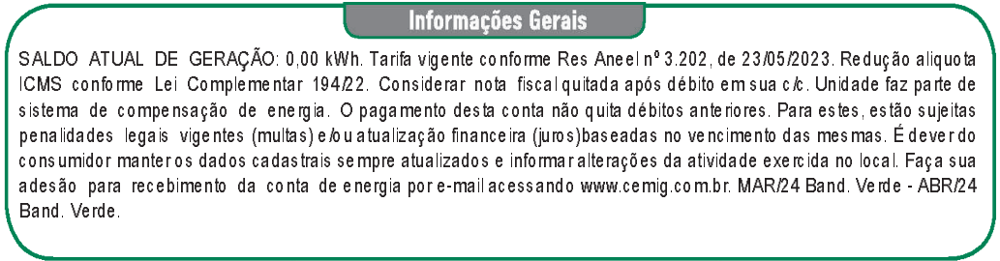 Informações Gerais
SALDO ATUAL DE GERAÇÃO: 0,00 kWh. Tarifa vigente conforme Res Aneel nº 3.202, de 23/05/2023. Redução aliquota
ICMS conforme Lei Complementar 194/22. Considerar nota fiscal quitada após débito em sua c/c. Unidade faz parte de
sistema de compensação de energia. O pagamento desta conta não quita débitos anteriores. Para estes, estão sujeitas
penalidades legais vigentes (multas) e/ou atualização financeira (juros)baseadas no vencimento das mesmas. É dever do
consumidor manter os dados cadastrais sempre atualizados e informar alterações da atividade exercida no local. Faça sua
adesão para recebimento da conta de energia por e-mail acessando www.cemig.com.br. MAR/24 Band. Verde - ABR/24
Band. Verde.